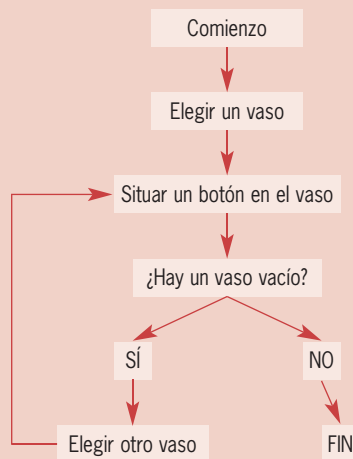 Comienzo
Elegir un vaso
Situar un botón en el vaso
¿Hay un vaso vacío?
SÍ
NO
Elegir otro vaso
FIN